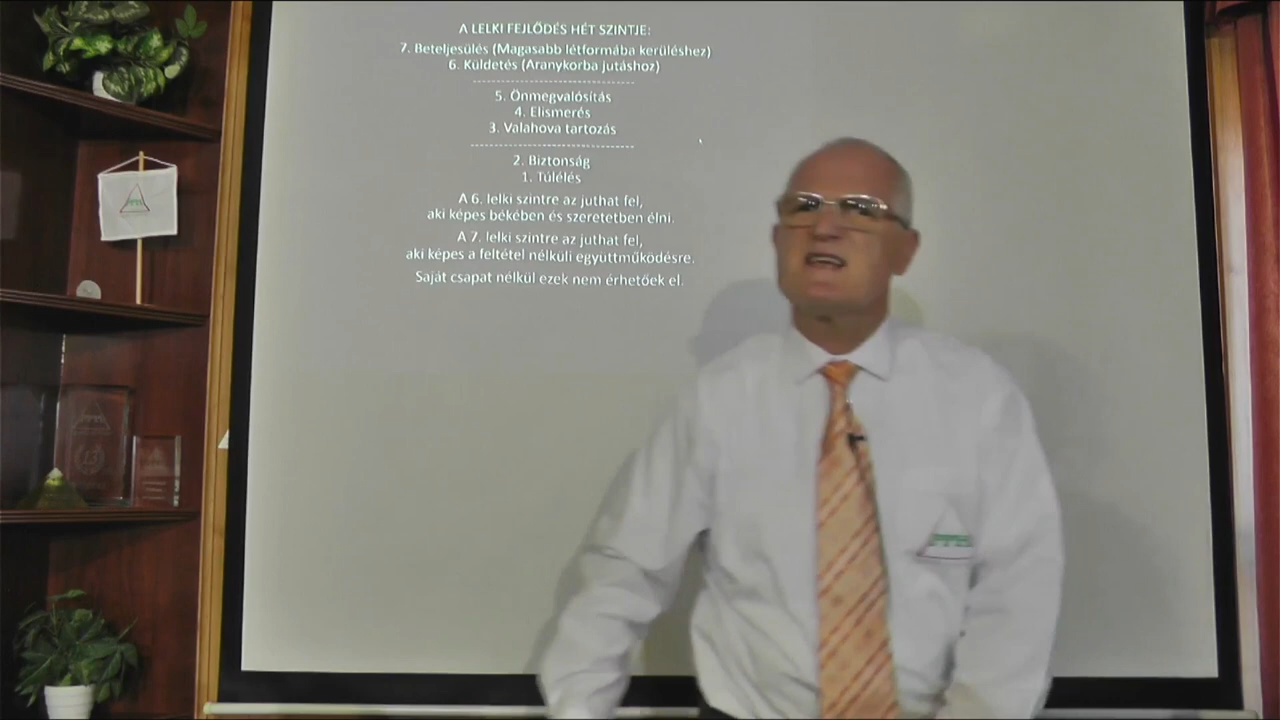 A LELKI FEJLŐDÉS HÉT SZINTJE:
7. Beteljesülés (Magasabb létformába kerüléshez)
6. Küldetés (Aranykorba jutáshoz)
5. Önmegvalósítás
4. Elismerés
3. Valahova tartozás
2. Biztonság
1. Túlélés
A 6. lelki szintre az juthat fel,
aki képes békében és szeretetben élni.
A 7. lelki szintre az juthat fel,
aki képes a feltétel nélküli együttműködésre.
Saját csapat nélkül ezek nem érhetőek el.